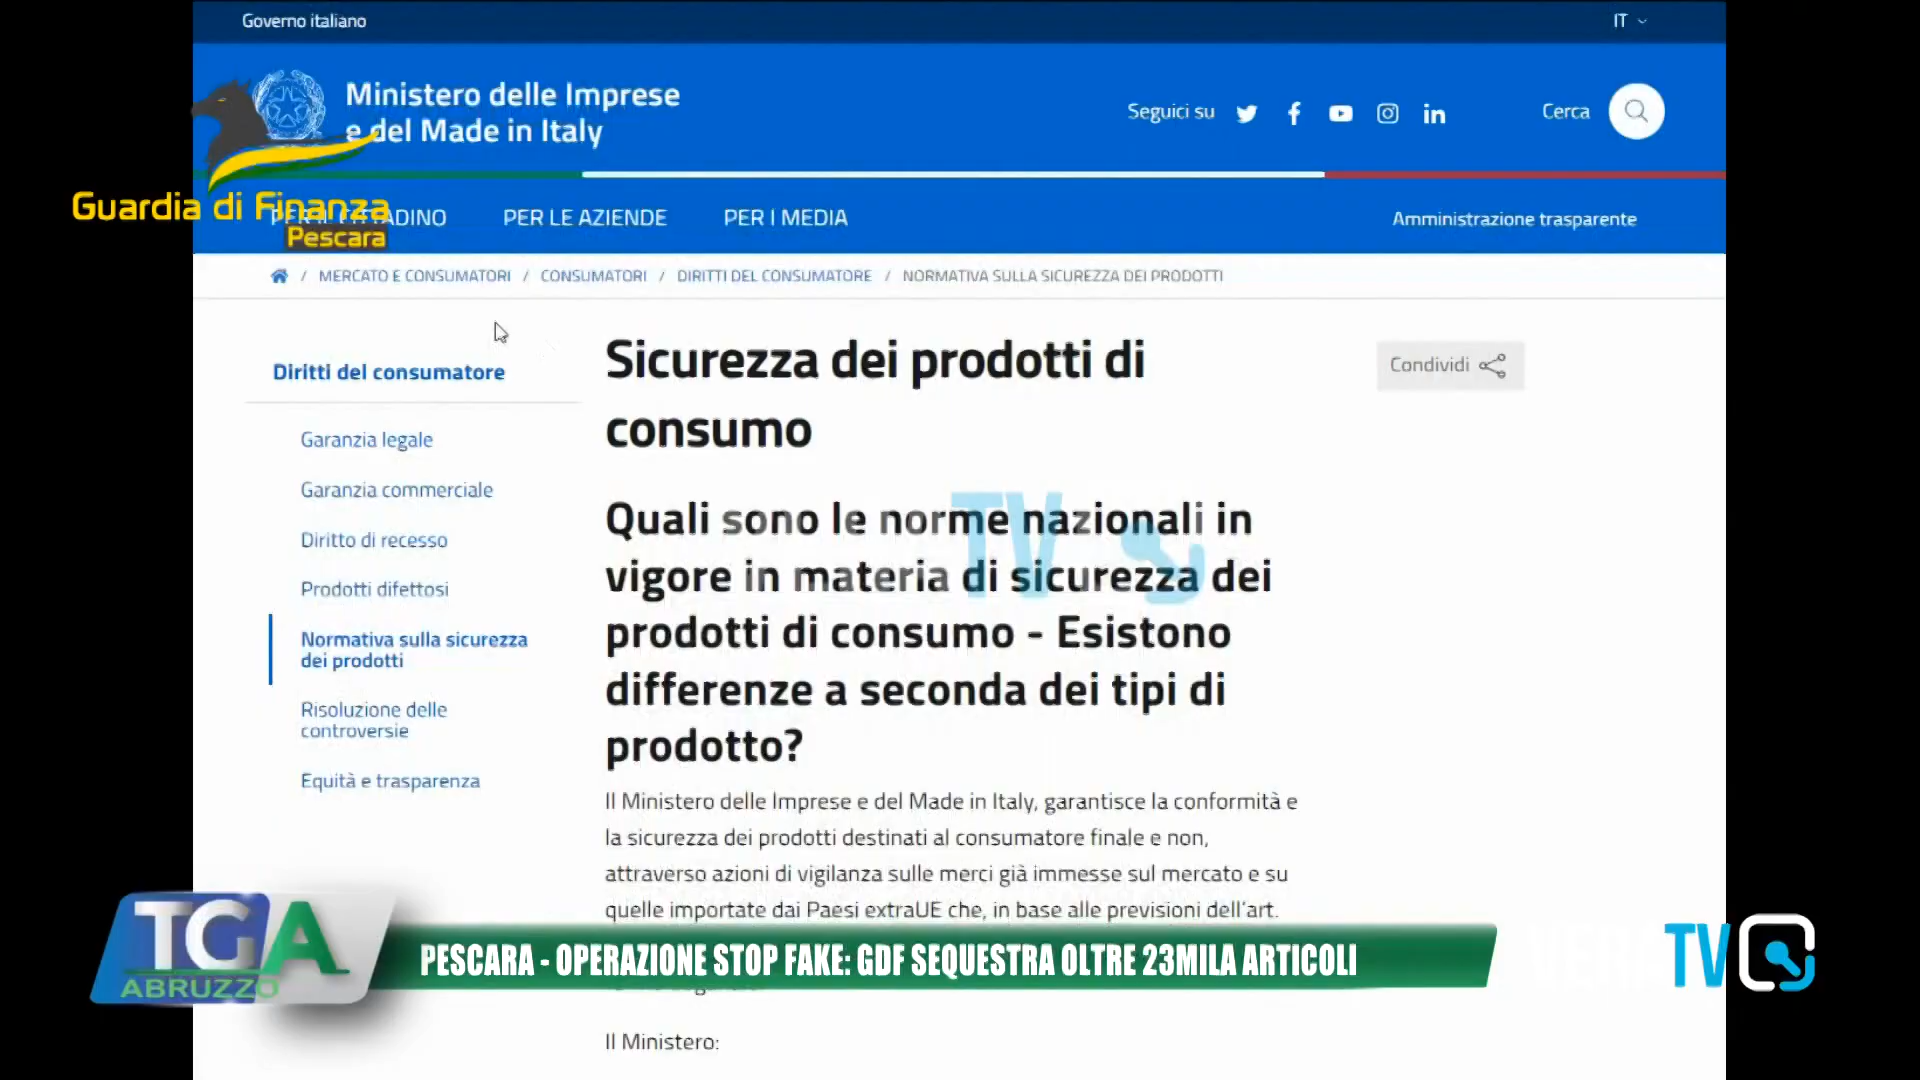 Governo italiano
IT
Ministero delle Imprese
e del Made in Italy
Seguici su
Cerca
Guardia di Finanza
Pescara
PER IL CITTADINO
PER LE AZIENDE
PER I MEDIA
Amministrazione trasparente
/ MERCATO E CONSUMATORI / CONSUMATORI / DIRITTI DEL CONSUMATORE / NORMATIVA SULLA SICUREZZA DEI PRODOTTI
Diritti del consumatore
Garanzia legale
Garanzia commerciale
Diritto di recesso
Prodotti difettosi
Normativa sulla sicurezza
dei prodotti
Risoluzione delle
controversie
Equità e trasparenza
Sicurezza dei prodotti di
consumo
Condividi
Quali sono le norme nazionali in
vigore in materia di sicurezza dei
prodotti di consumo - Esistono
differenze a seconda dei tipi di
prodotto?
TV
Il Ministero delle Imprese e del Made in Italy, garantisce la conformità e
la sicurezza dei prodotti destinati al consumatore finale e non,
attraverso azioni di vigilanza sulle merci già immesse sul mercato e su
quelle importate dai Paesi extraUE che, in base alle previsioni dell'art.
TGA
ABRUZZO
PESCARA - OPERAZIONE STOP FAKE: GDF SEQUESTRA OLTRE 23MILA ARTICOLI
VERA TV
Il Ministero: